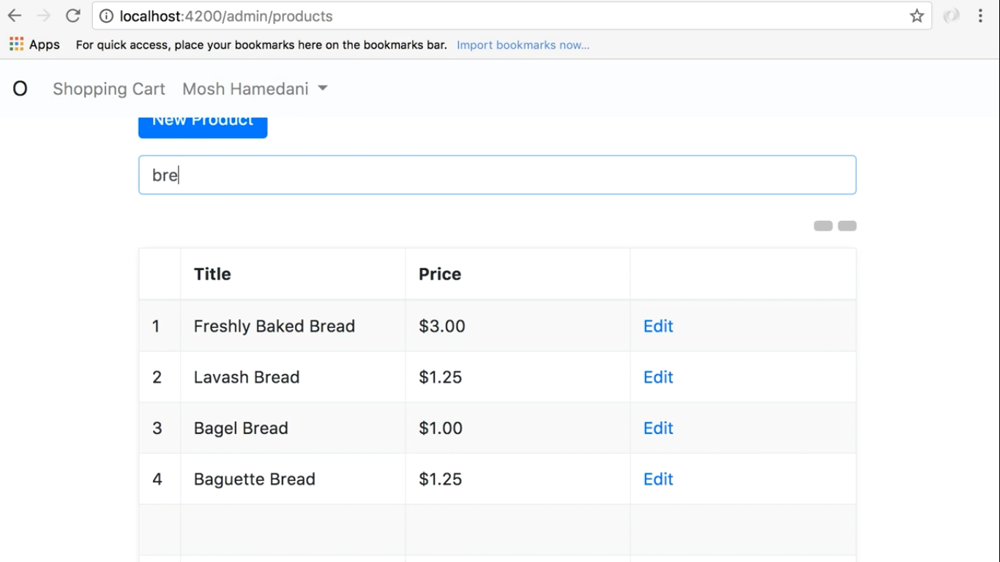 localhost:4200/admin/products
Apps For quick access, place your bookmarks here on the bookmarks bar. Import bookmarks now...
O Shopping Cart Mosh Hamedani
New Product
bre
Title Price
1 Freshly Baked Bread $3.00 Edit
2 Lavash Bread $1.25 Edit
3 Bagel Bread $1.00 Edit
4 Baguette Bread $1.25 Edit